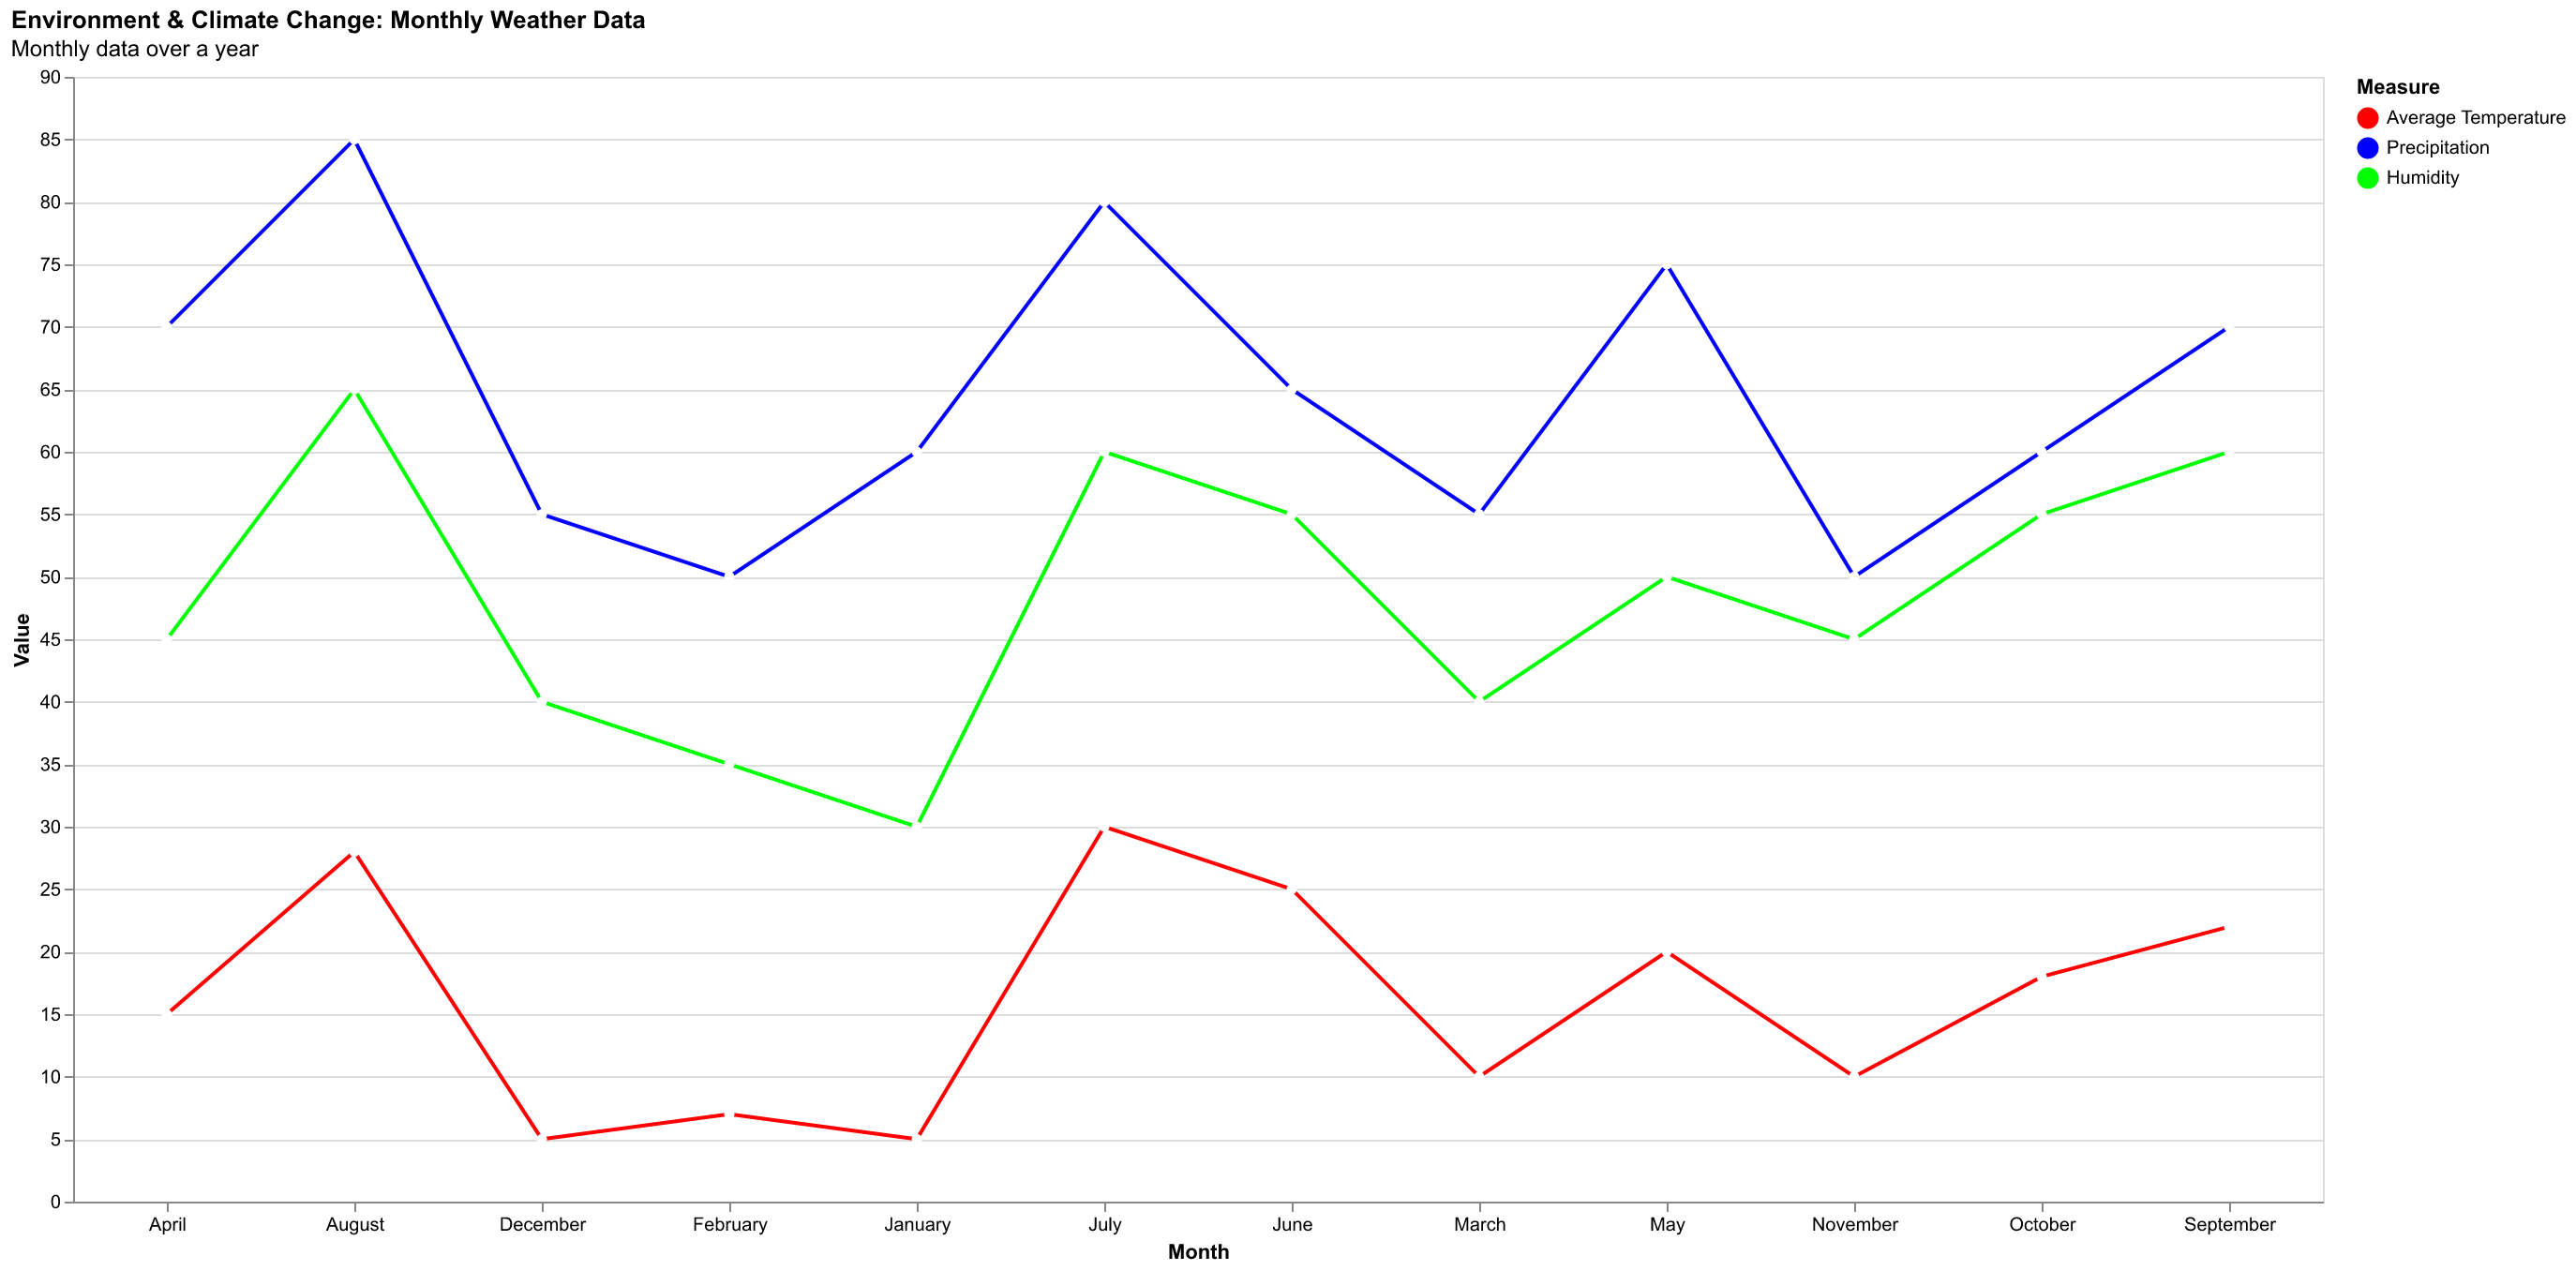 Environment & Climate Change: Monthly Weather Data
Monthly data over a year
90
85
80
75
70
65
60
55
50
45
40
35
30
25
20
15
10
5
0
Value
April August December February January July June March May November October September
Month
Measure
Average Temperature
Precipitation
Humidity